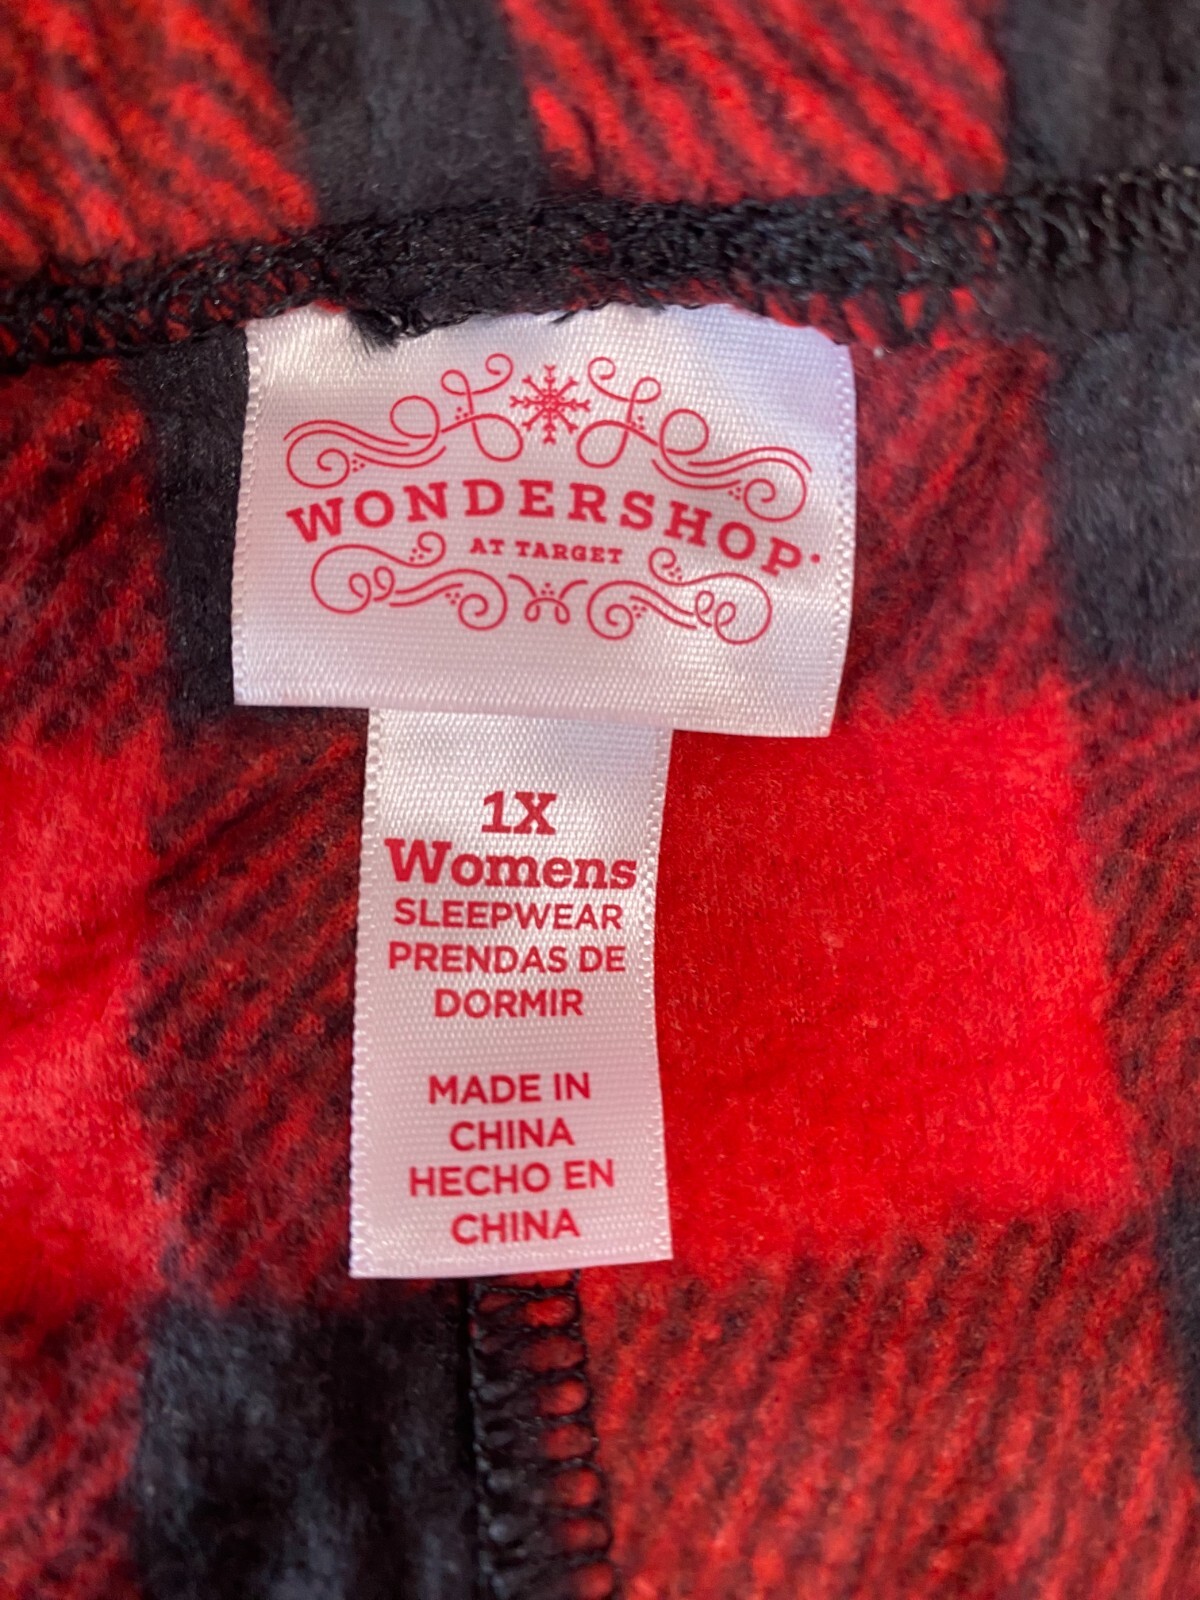 WONDERSHOP
AT TARGET
1X
Womens
SLEEPWEAR
PRENDAS DE
DORMIR
MADE IN
CHINA
HECHO EN
CHINA